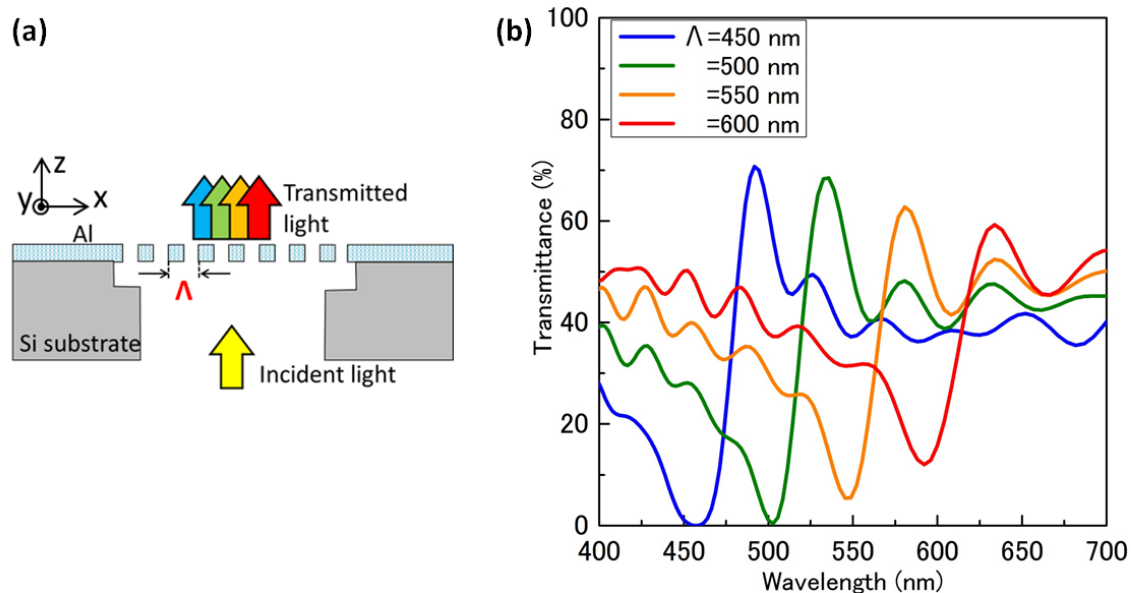 (a)
z
y
x
Al
Transmitted
light
Λ
Si substrate
Incident light
(b)
Λ =450 nm
=500 nm
=550 nm
=600 nm
Transmittance (%)
100
80
60
40
20
0
400 450 500 550 600 650 700
Wavelength (nm)